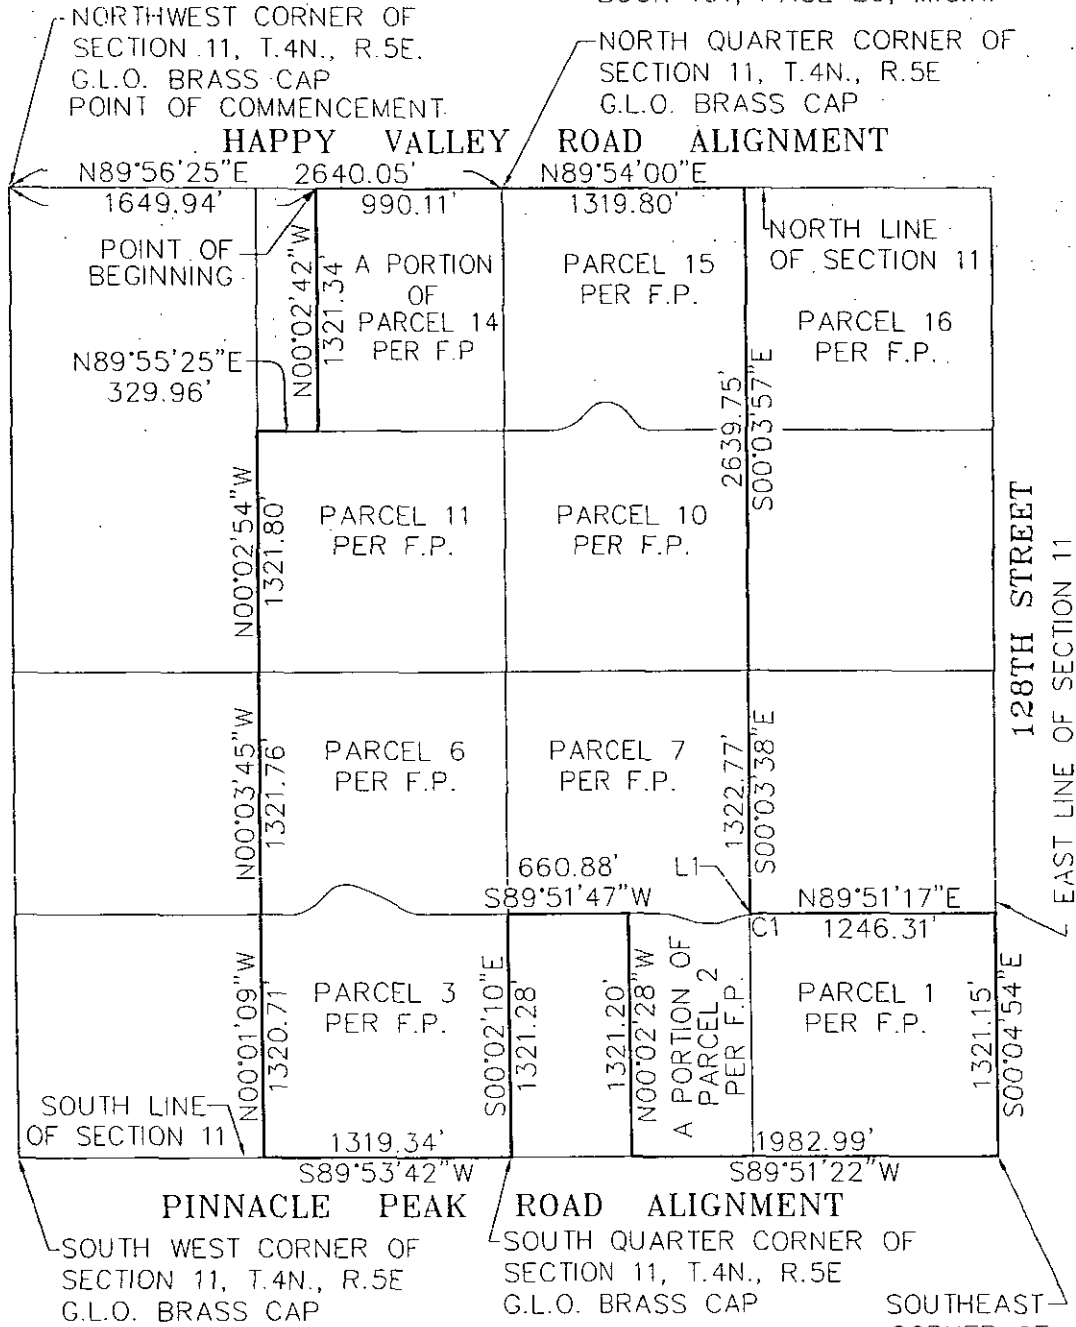 NORTHWEST CORNER OF
SECTION 11, T.4N., R.5E.
G.L.O. BRASS CAP
POINT OF COMMENCEMENT
NORTH QUARTER CORNER OF
SECTION 11, T.4N., R.5E
G.L.O. BRASS CAP
HAPPY VALLEY ROAD ALIGNMENT
N89°56'25"E 2640.05' N89°54'00"E
1649.94' 990.11' 1319.80'
POINT OF
BEGINNING
N00°02'42"W
1321.34'
A PORTION
OF
PARCEL 14
PER F.P
PARCEL 15
PER F.P.
NORTH LINE
OF SECTION 11
PARCEL 16
PER F.P.
N89°55'25"E
329.96'
2639.75'
S00°03'57"E
N00°02'54"W
1321.80'
PARCEL 11
PER F.P.
PARCEL 10
PER F.P.
128TH STREET
EAST LINE OF SECTION 11
N00°03'45"W
1321.76'
PARCEL 6
PER F.P.
PARCEL 7
PER F.P.
1322.77'
S00°03'38"E
660.88'
S89°51'47"W
L1
N89°51'17"E
C1 1246.31'
N00°01'09"W
1320.71'
PARCEL 3
PER F.P.
S00°02'10"E
1321.28'
1321.20'
N00°02'28"W
A PORTION OF
PARCEL 2
PER F.P.
PARCEL 1
PER F.P.
1321.15'
S00°04'54"E
SOUTH LINE
OF SECTION 11
1319.34'
S89°53'42"W
1982.99'
S89°51'22"W
PINNACLE PEAK ROAD ALIGNMENT
SOUTH WEST CORNER OF
SECTION 11, T.4N., R.5E
G.L.O. BRASS CAP
SOUTH QUARTER CORNER OF
SECTION 11, T.4N., R.5E
G.L.O. BRASS CAP
SOUTHEAST